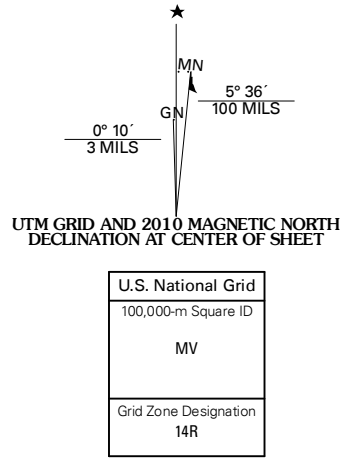 MN
5° 36´
100 MILS
GN
0° 10´
3 MILS
UTM GRID AND 2010 MAGNETIC NORTH
DECLINATION AT CENTER OF SHEET
U.S. National Grid
100,000-m Square ID
MV
Grid Zone Designation
14R